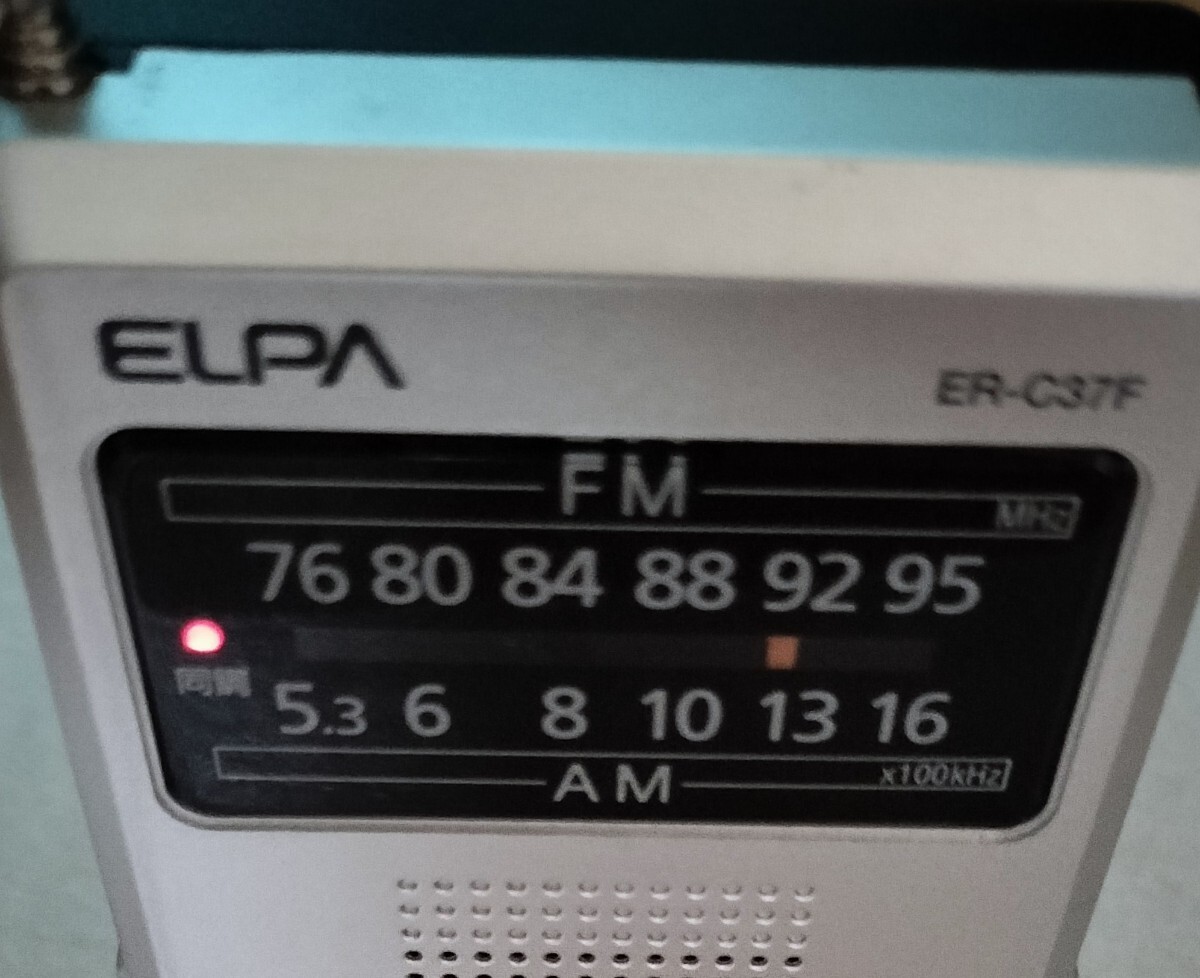 ELPA
ER-C37F
FM
MHz
76 80 84 88 92 95
同調
5.3 6 8 10 13 16
x100kHz
AM